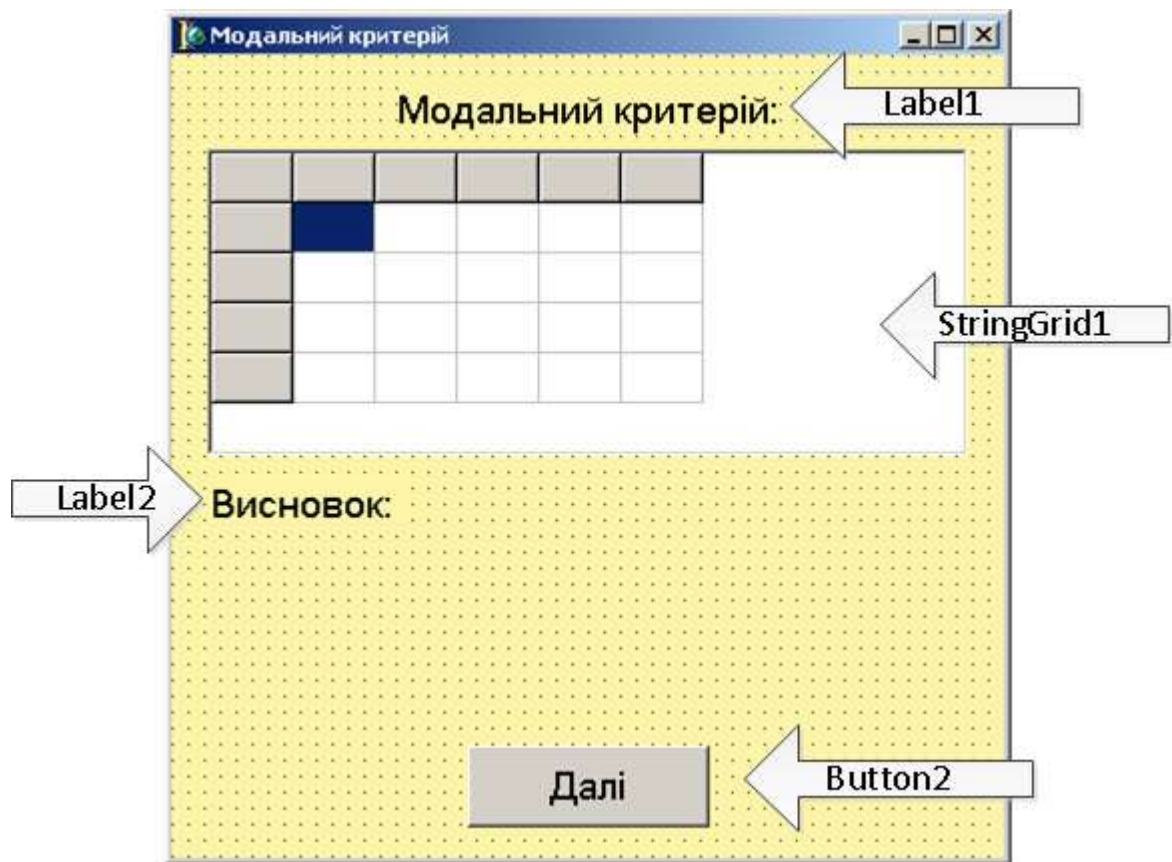 Модальний критерій
Модальний критерій:
Label1
StringGrid1
Label2
Висновок:
Далі
Button2